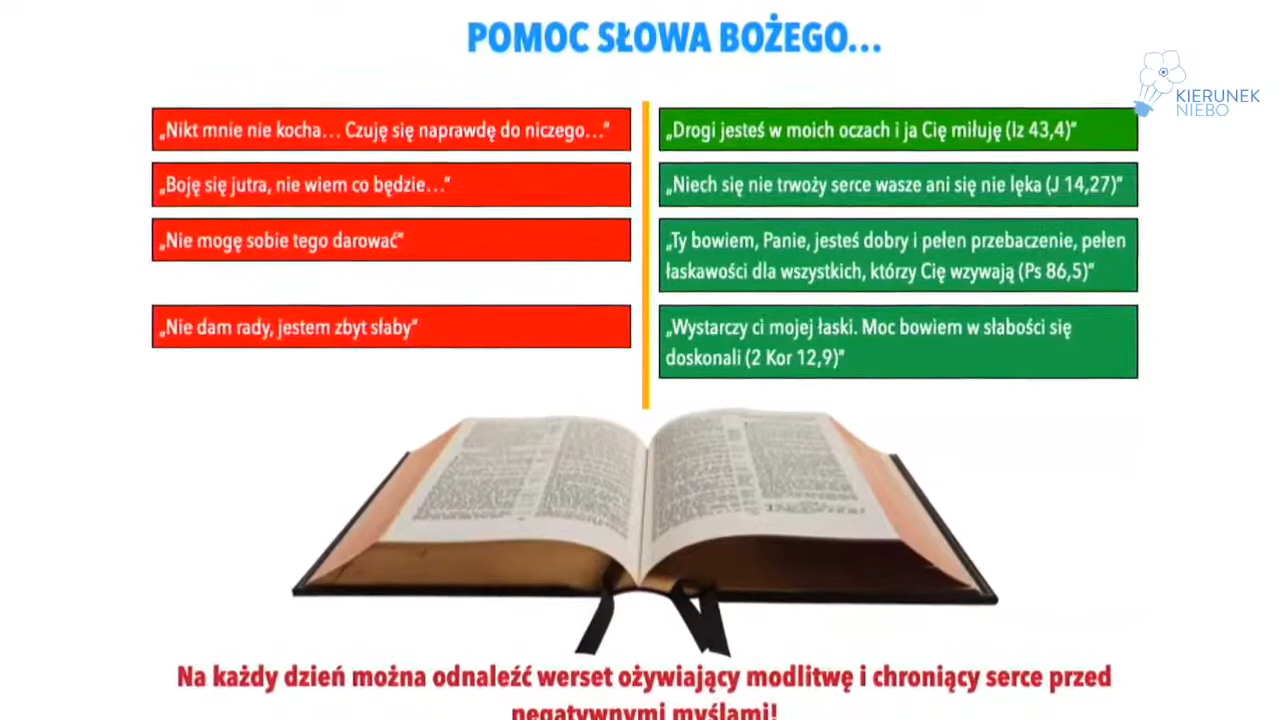 POMOC SŁOWA BOŻEGO...
KIERUNEK
NIEBO
„Nikt mnie nie kocha... Czuję się naprawdę do niczego...”
„Drogi jesteś w moich oczach i ja Cię miłuję (Iz 43,4)”
„Boję się jutra, nie wiem co będzie...”
„Niech się nie trwoży serce wasze ani się nie lęka (J 14,27)”
„Nie mogę sobie tego darować”
„Ty bowiem, Panie, jesteś dobry i pełen przebaczenie, pełen
łaskawości dla wszystkich, którzy Cię wzywają (Ps 86,5)”
„Nie dam rady, jestem zbyt słaby”
„Wystarczy ci mojej łaski. Moc bowiem w słabości się
doskonali (2 Kor 12,9)”
Na każdy dzień można odnaleźć werset ożywiający modlitwę i chroniący serce przed
negatywnymi myślami!